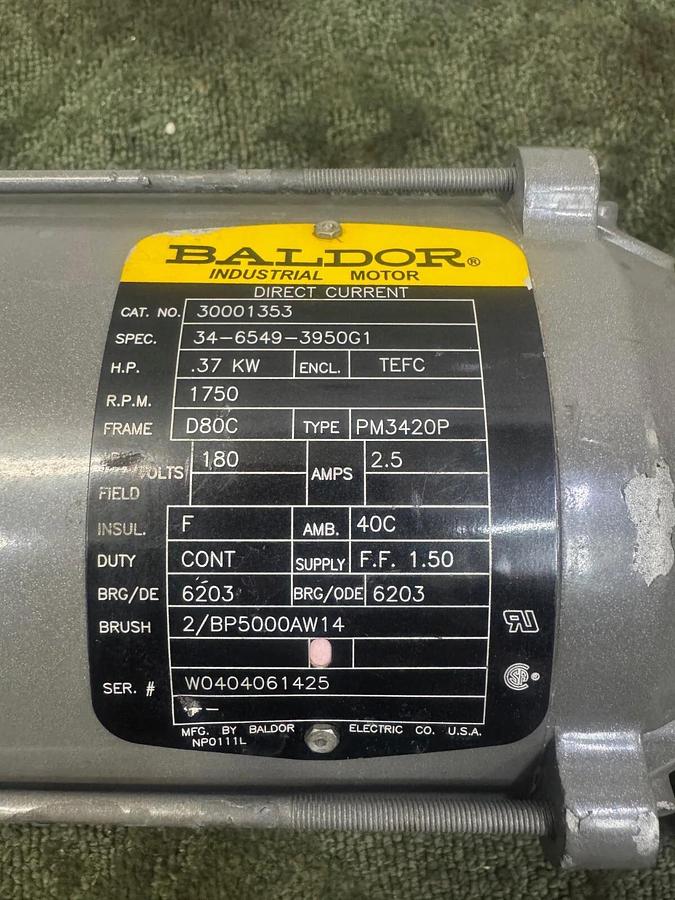 BALDOR®
INDUSTRIAL MOTOR
DIRECT CURRENT
CAT. NO. 30001353
SPEC. 34-6549-3950G1
H.P. .37 KW ENCL. TEFC
R.P.M. 1750
FRAME D80C TYPE PM3420P
VOLTS 180 AMPS 2.5
FIELD
INSUL. F AMB. 40C
DUTY CONT SUPPLY F.F. 1.50
BRG/DE 6203 BRG/ODE 6203
BRUSH 2/BP5000AW14
SER. # W0404061425
MFG. BY BALDOR ELECTRIC CO. U.S.A.
NP0111L
RU
SP®